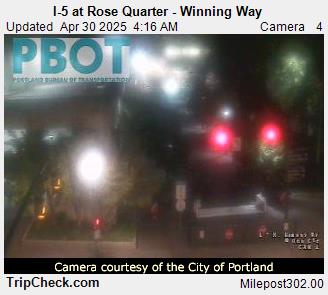 I-5 at Rose Quarter - Winning Way
Updated Apr 30 2025 4:16 AM Camera 4
PBOT
PORTLAND BUREAU OF TRANSPORTATION
Camera courtesy of the City of Portland
TripCheck.com Milepost302.00